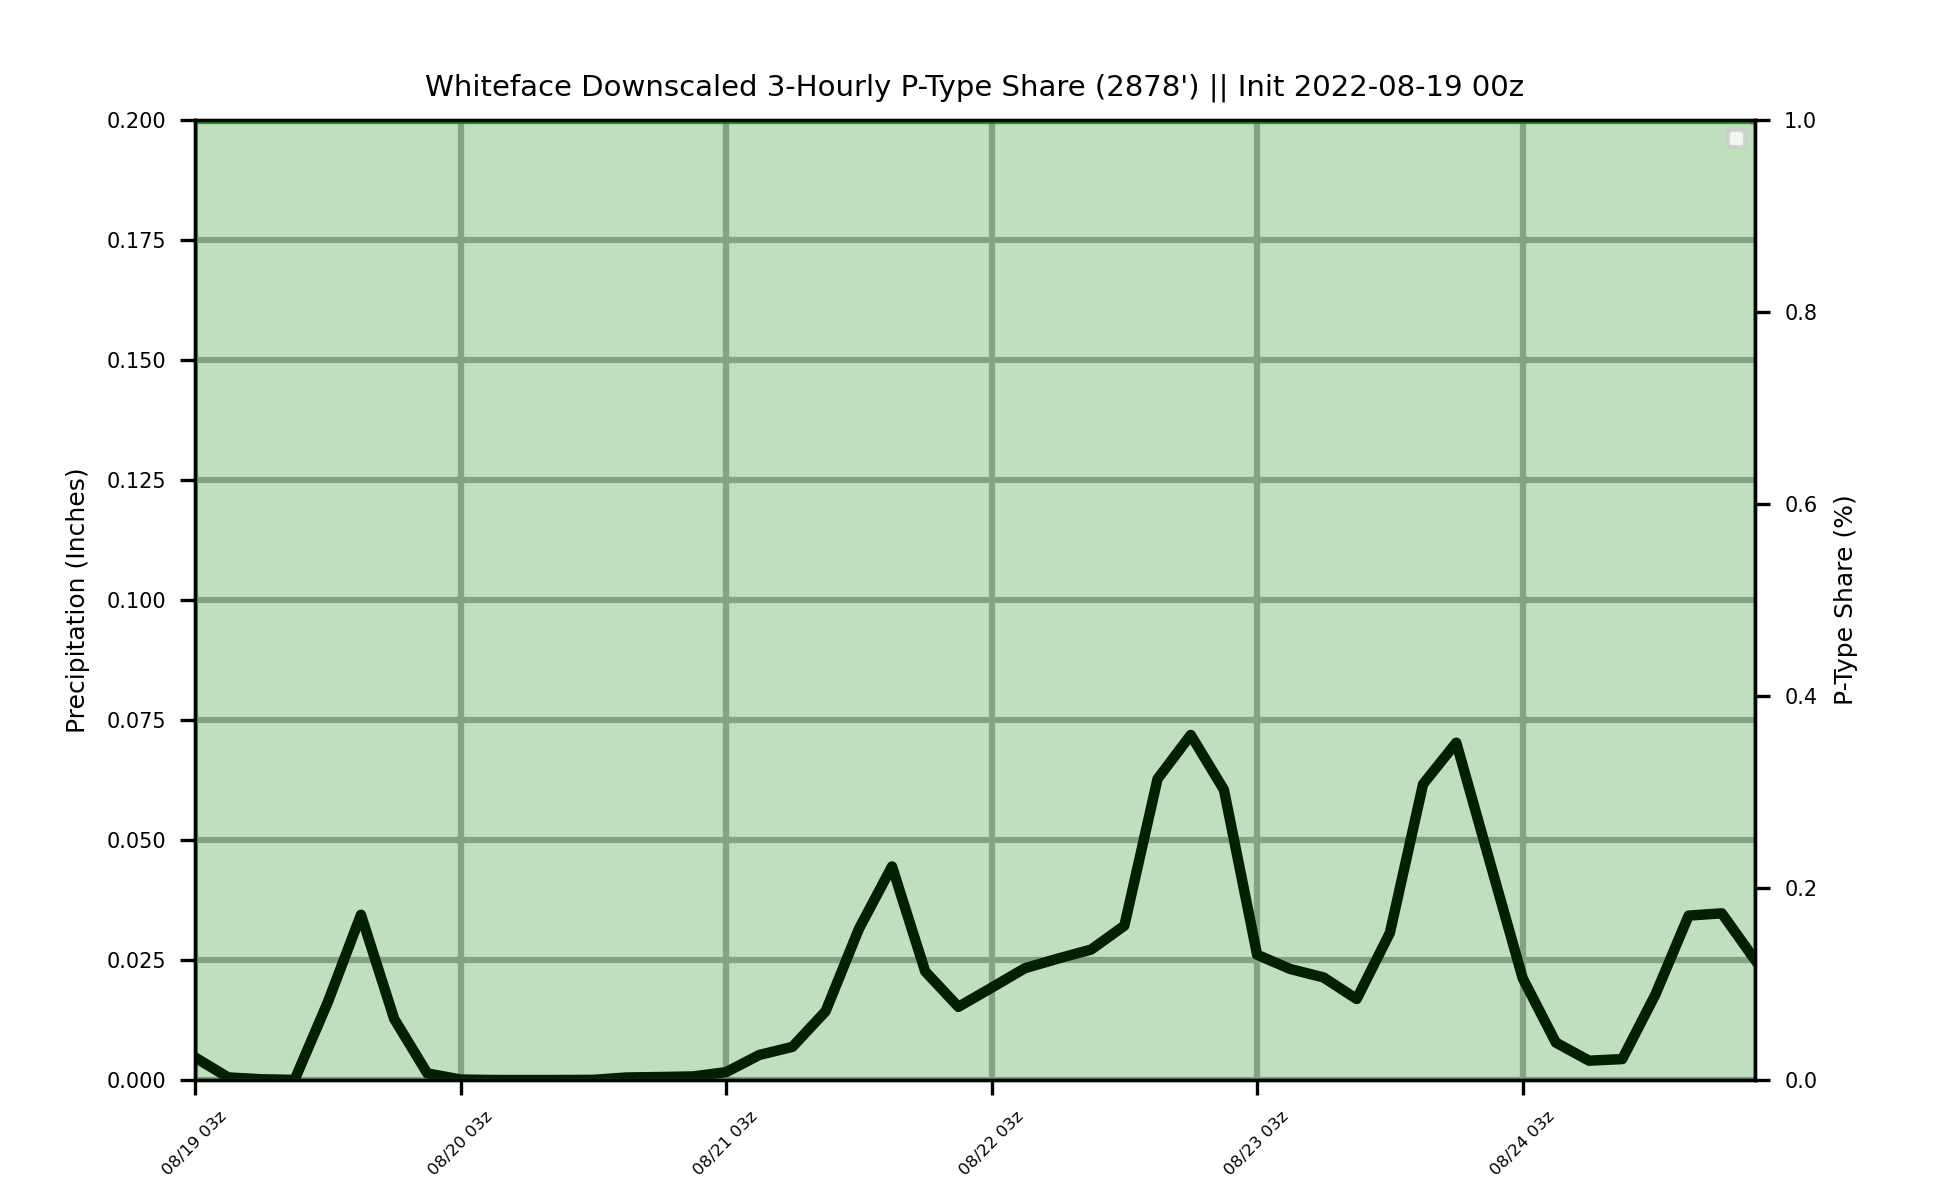 Whiteface Downscaled 3-Hourly P-Type Share (2878') || Init 2022-08-19 00z
Precipitation (Inches)
0.200
0.175
0.150
0.125
0.100
0.075
0.050
0.025
0.000
1.0
0.8
0.6
0.4
0.2
0.0
P-Type Share (%)
08/19 03z
08/20 03z
08/21 03z
08/22 03z
08/23 03z
08/24 03z